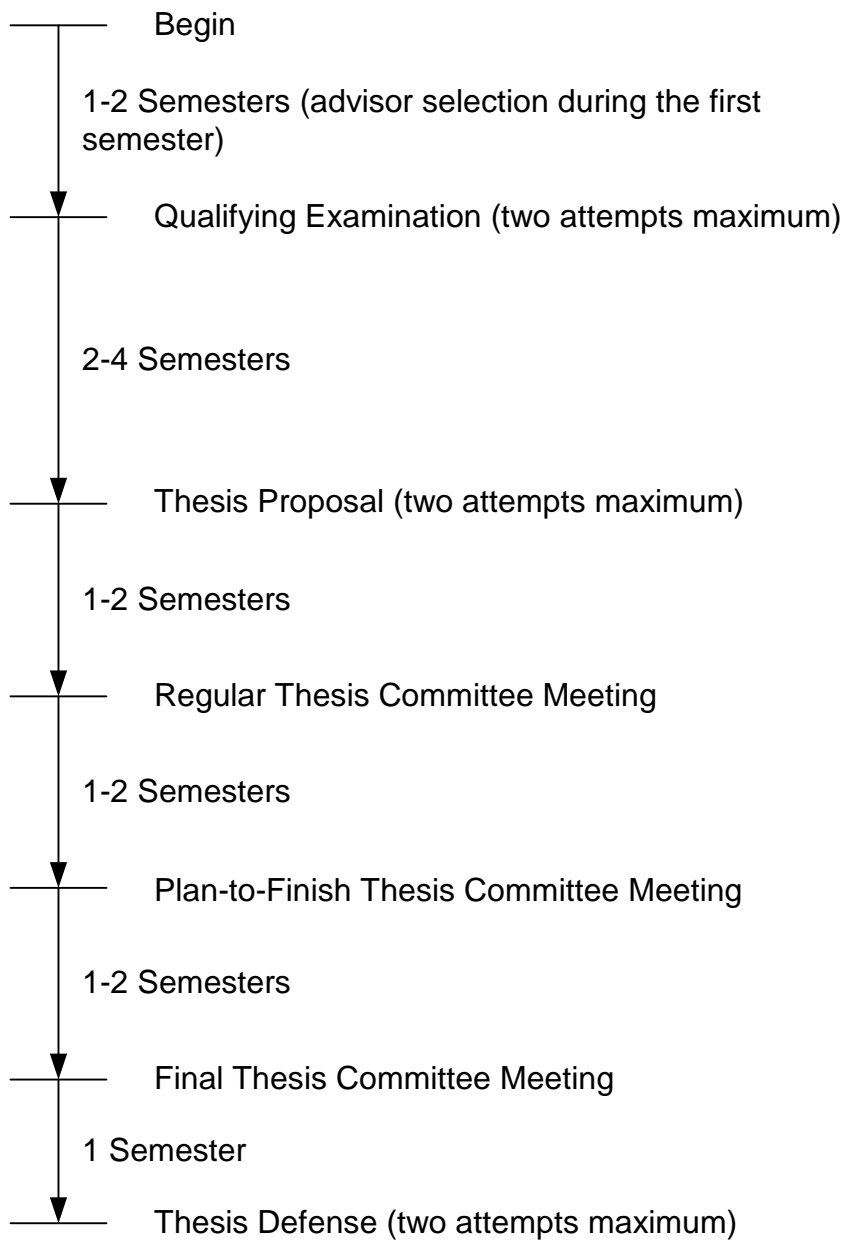 Begin
1-2 Semesters (advisor selection during the first
semester)
Qualifying Examination (two attempts maximum)
2-4 Semesters
Thesis Proposal (two attempts maximum)
1-2 Semesters
Regular Thesis Committee Meeting
1-2 Semesters
Plan-to-Finish Thesis Committee Meeting
1-2 Semesters
Final Thesis Committee Meeting
1 Semester
Thesis Defense (two attempts maximum)